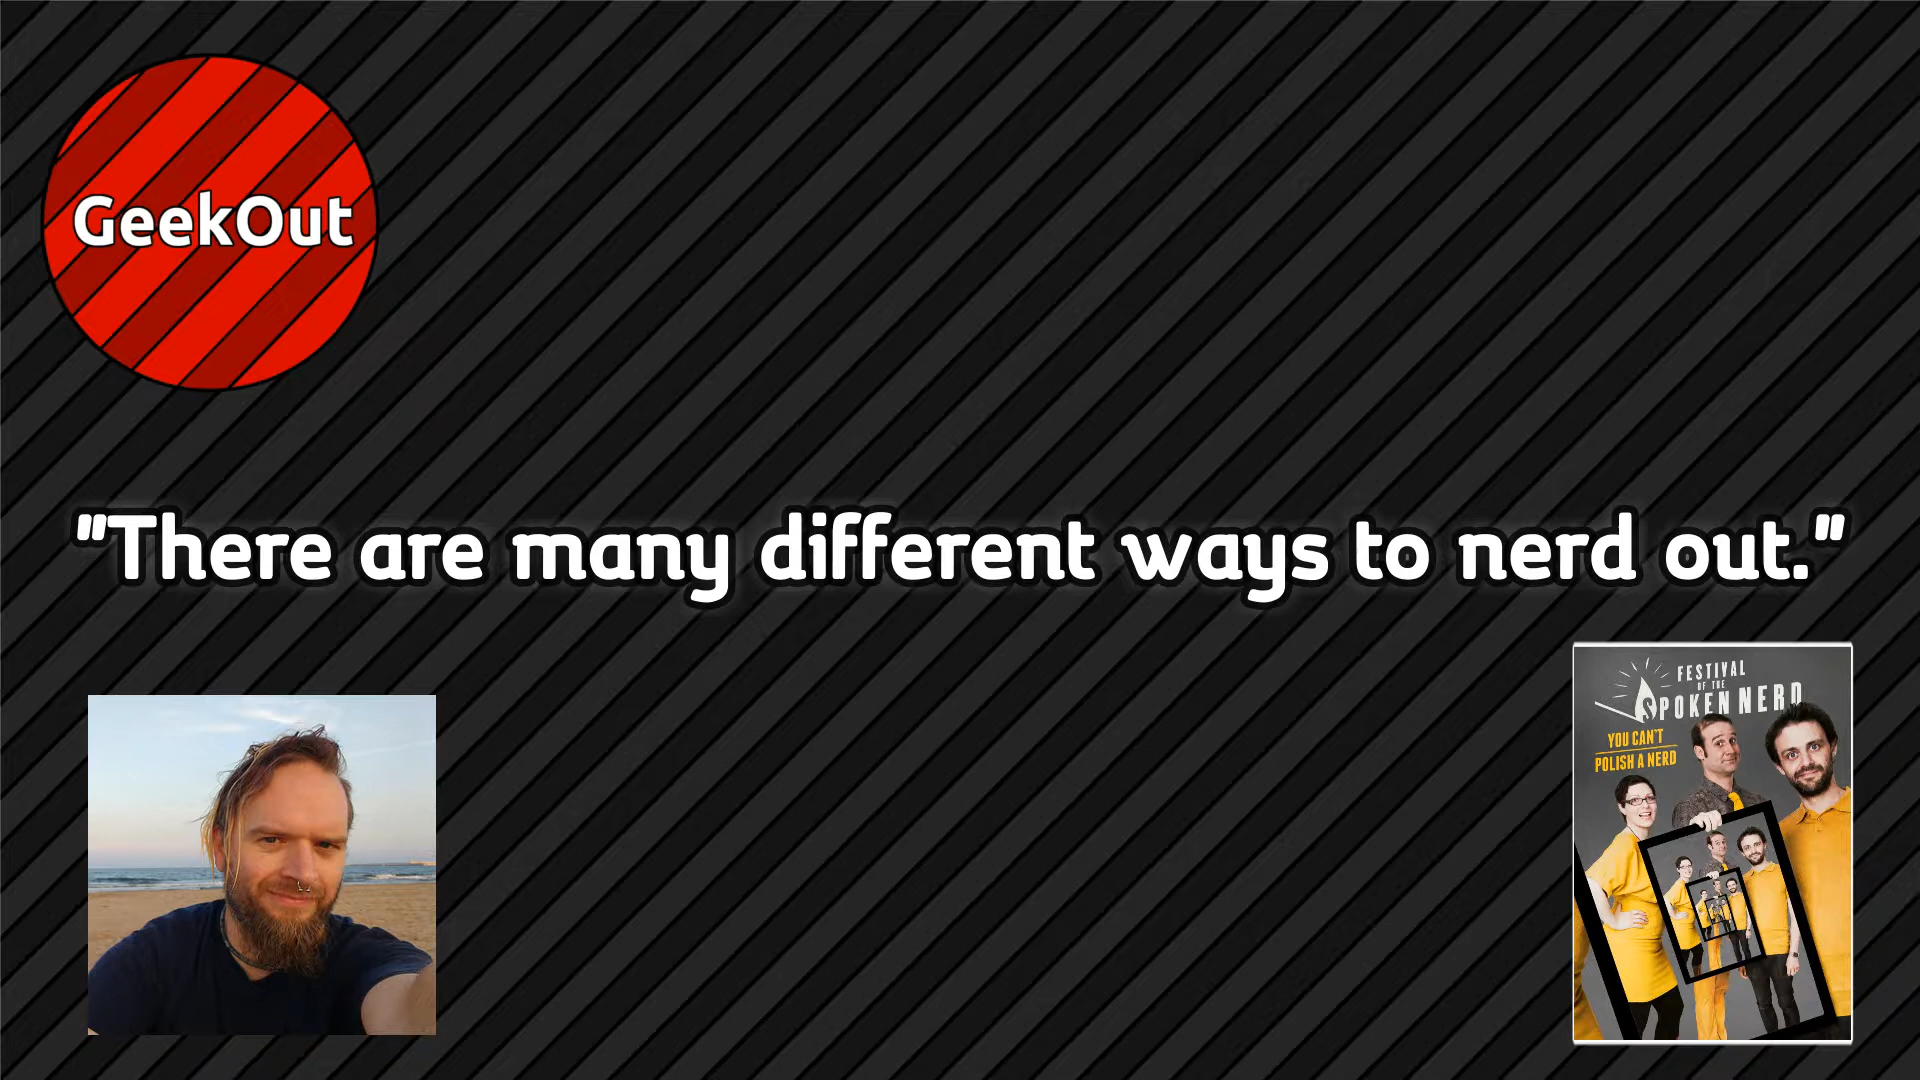 GeekOut
"There are many different ways to nerd out."
FESTIVAL
OF THE
SPOKEN NERD
YOU CAN'T
POLISH A NERD